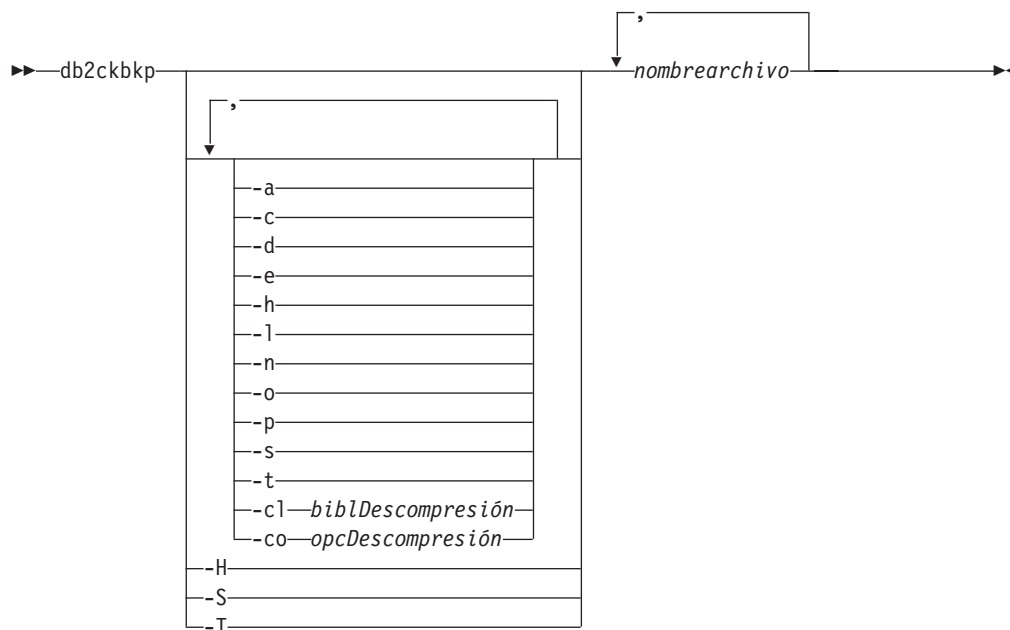 ,
db2ckbkp nombrearchivo
,
-a
-c
-d
-e
-h
-l
-n
-o
-p
-s
-t
-cl biblDescompresión
-co opcDescompresión
-H
-S
-T